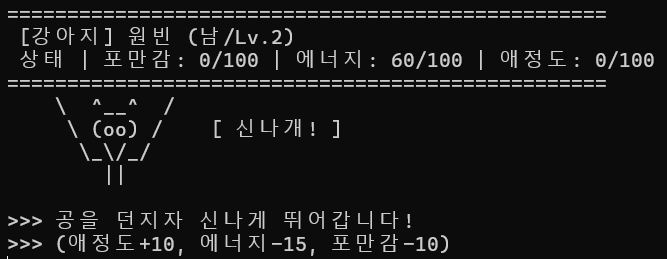 ==================================================
[강아지] 원빈 (남/Lv.2)
상태 | 포만감: 0/100 | 에너지: 60/100 | 애정도: 0/100
==================================================
\  ^__^  /
\ (oo) /    [ 신나개! ]
\_\/_/
||
>>> 공을 던지자 신나게 뛰어갑니다!
>>> (애정도+10, 에너지-15, 포만감-10)